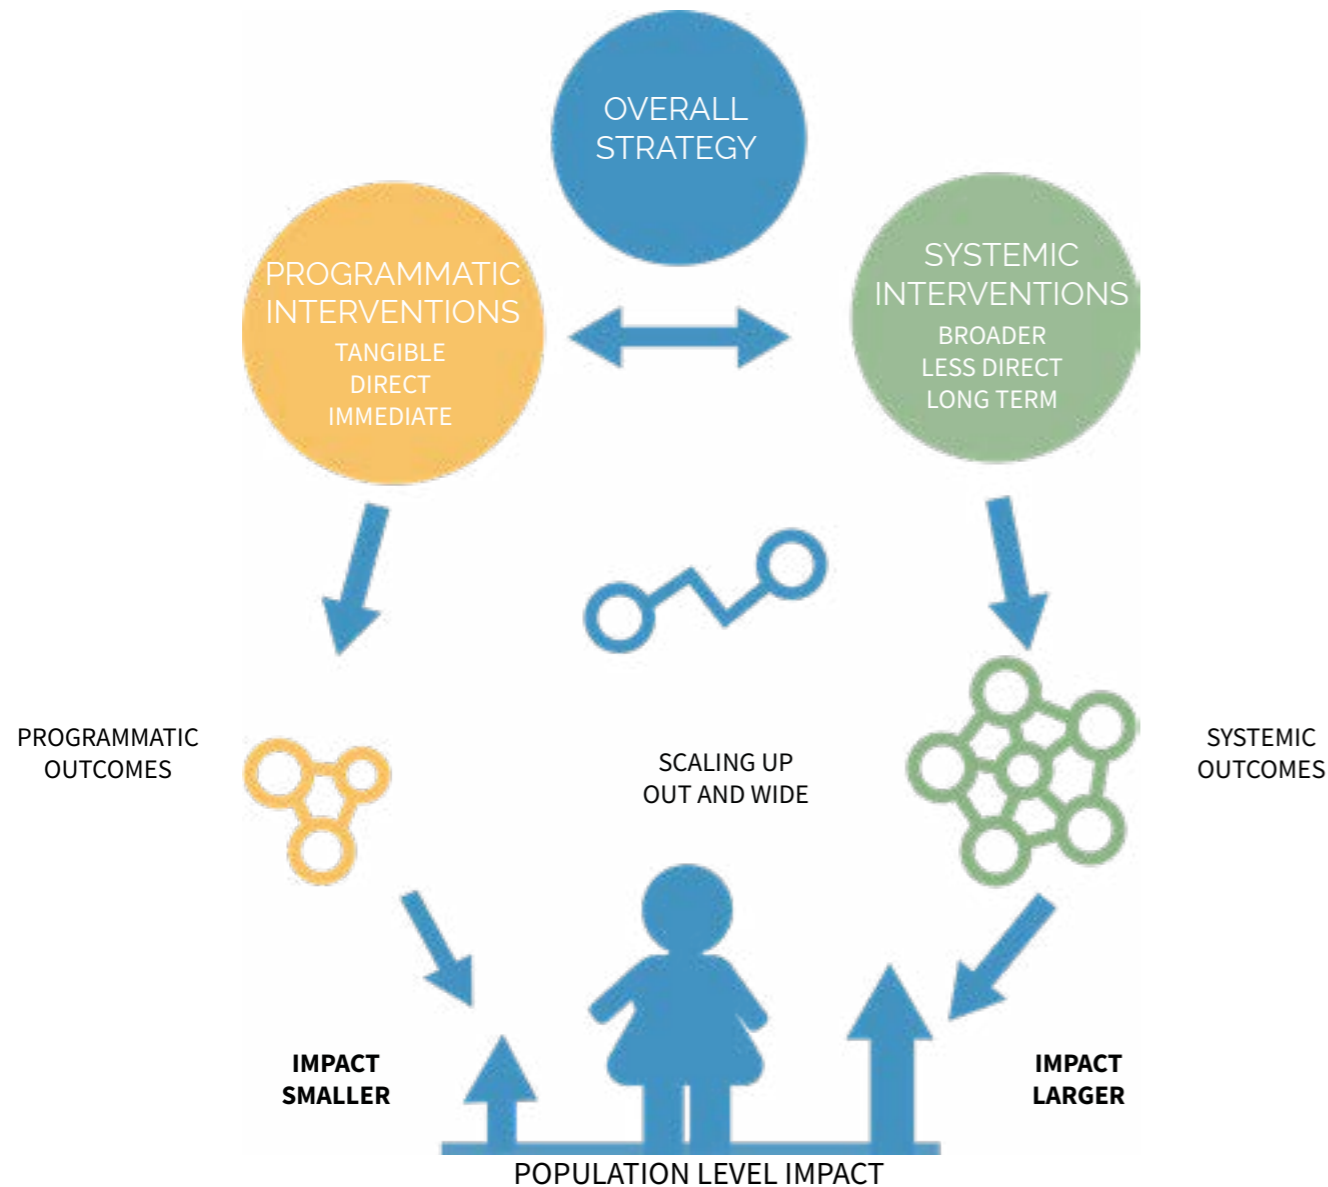 OVERALL
STRATEGY
PROGRAMMATIC
INTERVENTIONS
TANGIBLE
DIRECT
IMMEDIATE
SYSTEMIC
INTERVENTIONS
BROADER
LESS DIRECT
LONG TERM
PROGRAMMATIC
OUTCOMES
SCALING UP
OUT AND WIDE
SYSTEMIC
OUTCOMES
IMPACT
SMALLER
IMPACT
LARGER
POPULATION LEVEL IMPACT